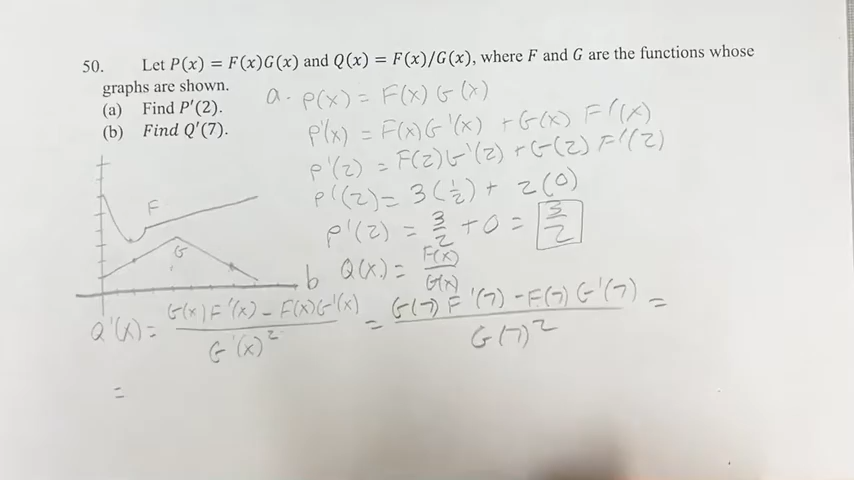 50. Let P(x) = F(x)G(x) and Q(x) = F(x)/G(x), where F and G are the functions whose
graphs are shown.
(a) Find P'(2).
(b) Find Q'(7).
a. P(x) = F(x) G(x)
P'(x) = F(x)G'(x) + G(x) F'(x)
P'(2) = F(2)G'(2) + G(2) F'(2)
P'(2) = 3(1/2) + 2(0)
P'(2) = 3/2 + 0 = 3/2
F
G
b Q(x) = F(x)/G(x)
Q'(x) = G(x)F'(x) - F(x)G'(x) / G'(x)^2 = G(7)F'(7) - F(7)G'(7) / G(7)^2 =
=